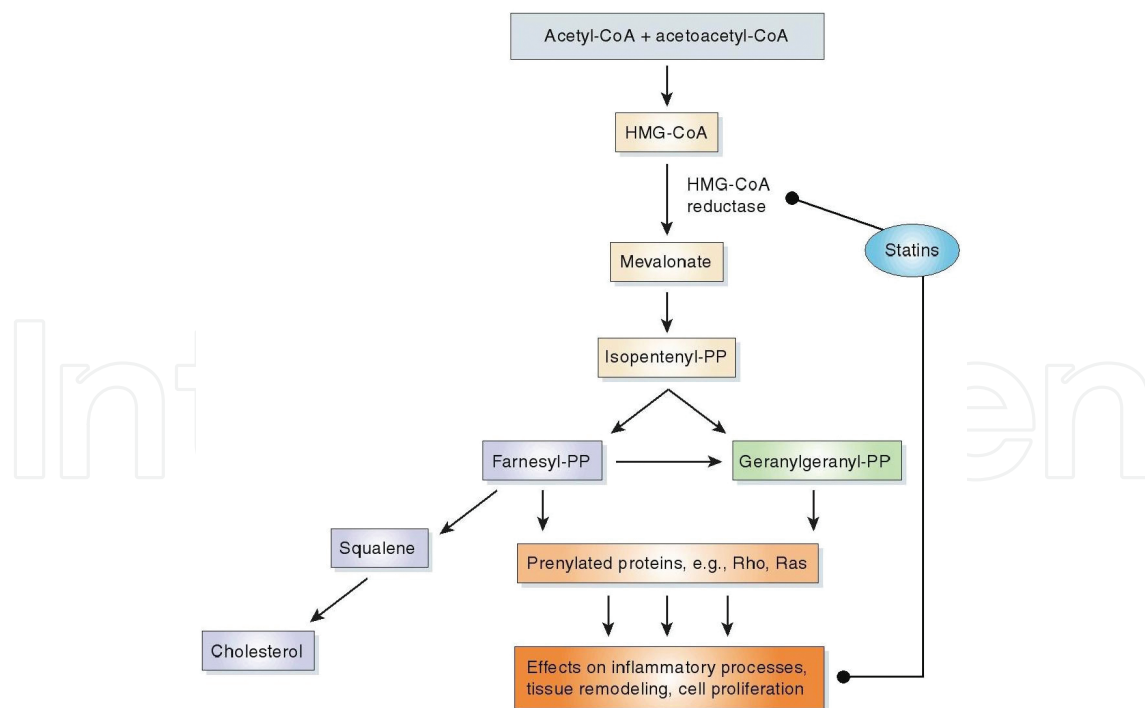 Acetyl-CoA + acetoacetyl-CoA
HMG-CoA
HMG-CoA
reductase
Statins
Mevalonate
Isopentenyl-PP
Farnesyl-PP
Geranylgeranyl-PP
Squalene
Prenylated proteins, e.g., Rho, Ras
Cholesterol
Effects on inflammatory processes,
tissue remodeling, cell proliferation